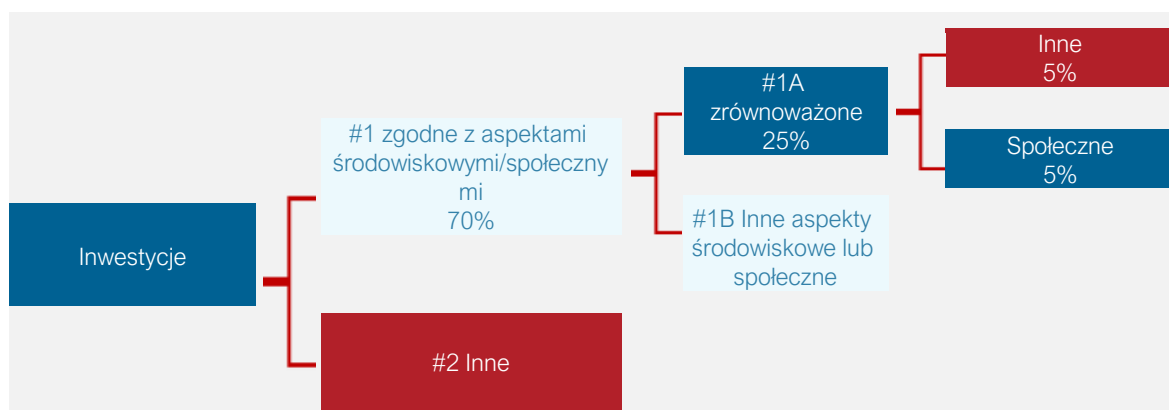 Inwestycje
#1 zgodne z aspektami
środowiskowymi/społeczny
mi
70%
#2 Inne
#1A
zrównoważone
25%
#1B Inne aspekty
środowiskowe lub
społeczne
Inne
5%
Społeczne
5%